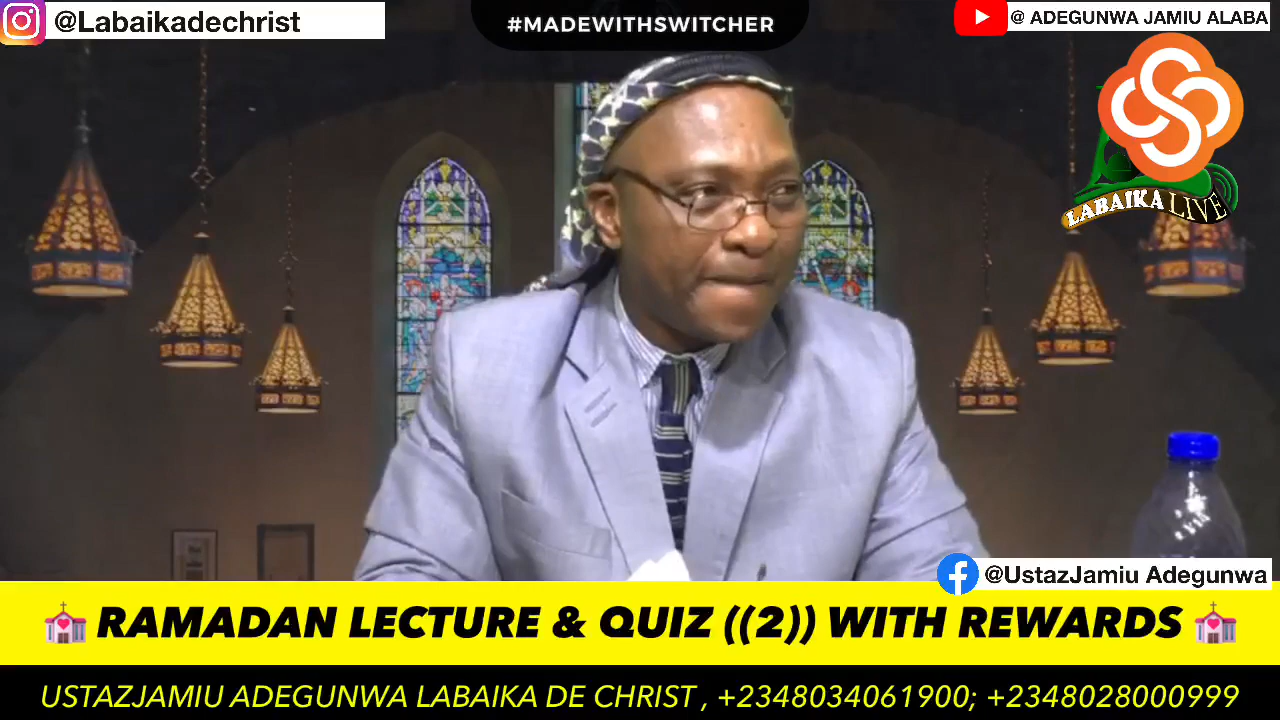 @Labaikadechrist
#MADEWITHSWITCHER
@ ADEGUNWA JAMIU ALABA
LABAIKA LIVE
@UstazJamiu Adegunwa
RAMADAN LECTURE & QUIZ ((2)) WITH REWARDS
USTAZJAMIU ADEGUNWA LABAIKA DE CHRIST , +2348034061900; +2348028000999